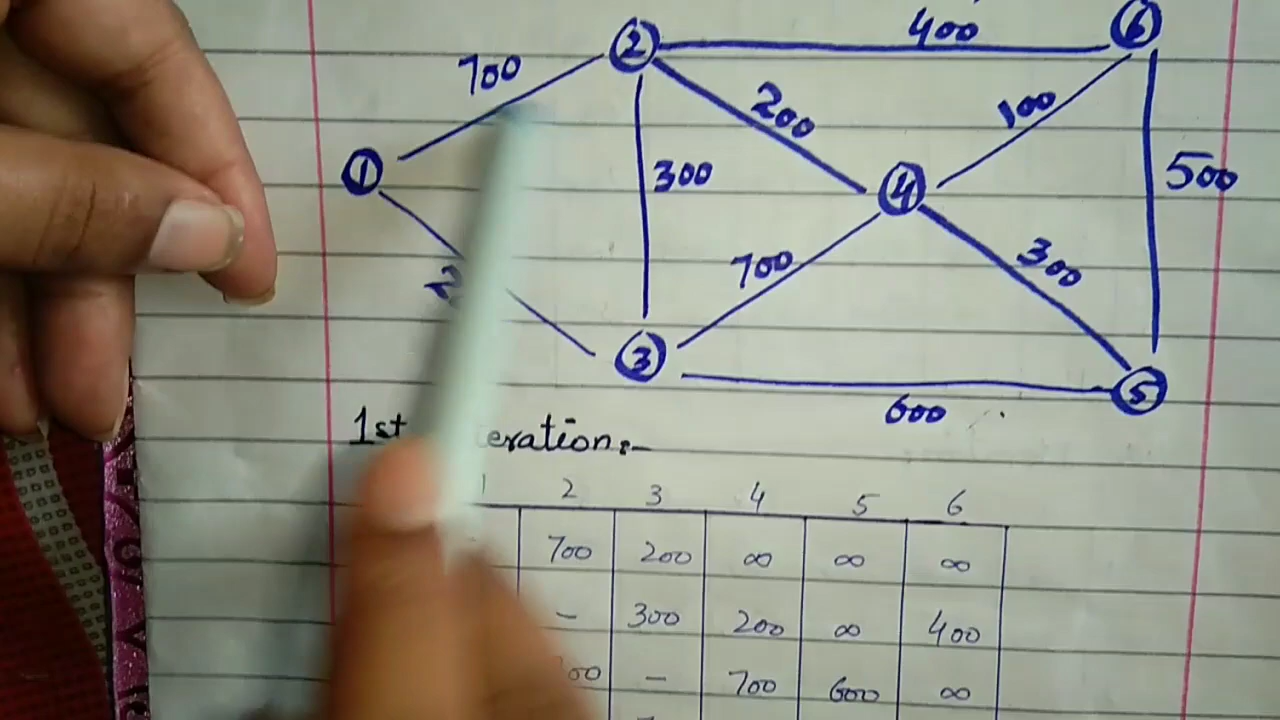 2 400 6
700 200 100
1 300 4 500
700 300
3 600 5
1st eration:-
1 2 3 4 5 6
700 200 ∞ ∞ ∞
- 300 200 ∞ 400
- 700 600 ∞